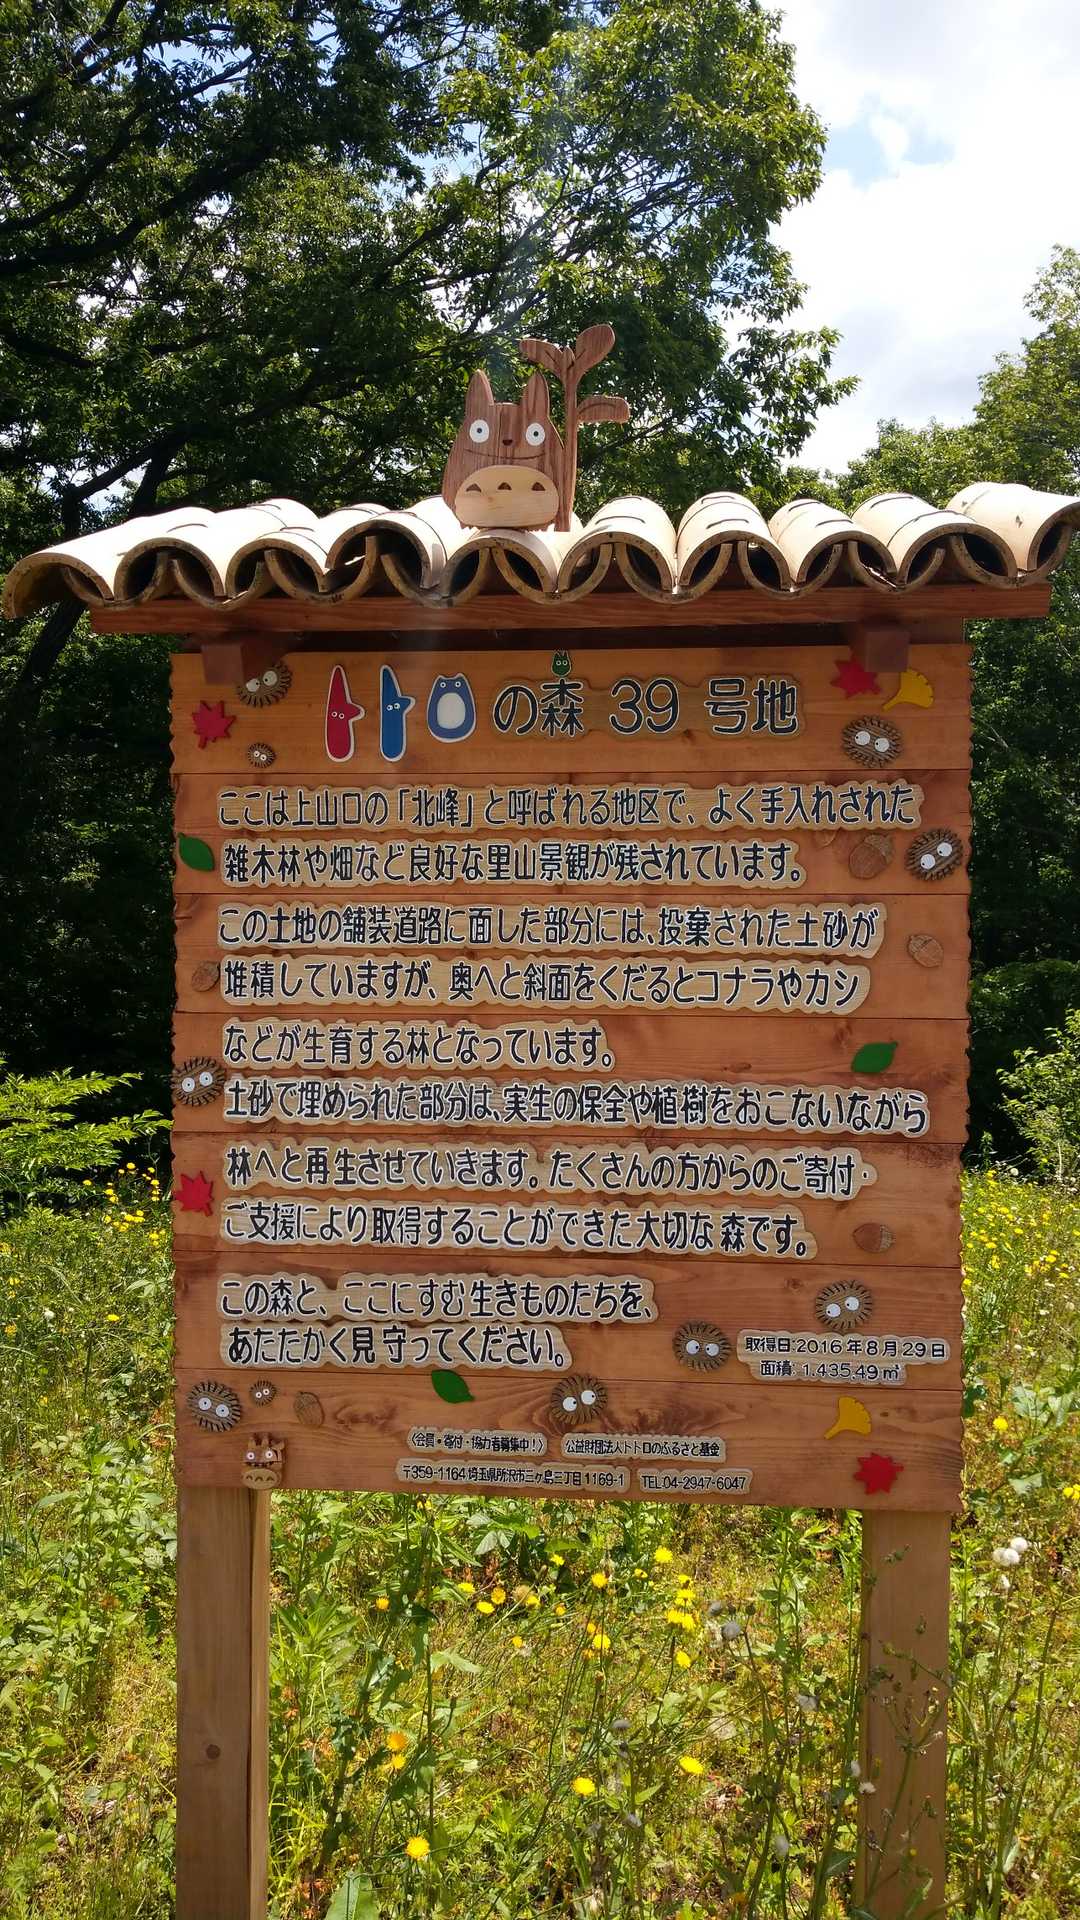 トトロの森 39 号地
ここは上山口の「北峰」と呼ばれる地区で、よく手入れされた
雑木林や畑など良好な里山景観が残されています。
この土地の舗装道路に面した部分には、投棄された土砂が
堆積していますが、奥へと斜面をくだるとコナラやカシ
などが生育する林となっています。
土砂で埋められた部分は、実生の保全や植樹をおこないながら
林へと再生させていきます。たくさんの方からのご寄付・
ご支援により取得することができた大切な森です。
この森と、ここにすむ生きものたちを、
あたたかく見守ってください。
取得日:2016年8月29日
面積: 1,435.49㎡
〈会員・寄付・協力者募集中!〉 公益財団法人トトロのふるさと基金
〒359-1164 埼玉県所沢市三ヶ島三丁目1169-1 TEL.04-2947-6047